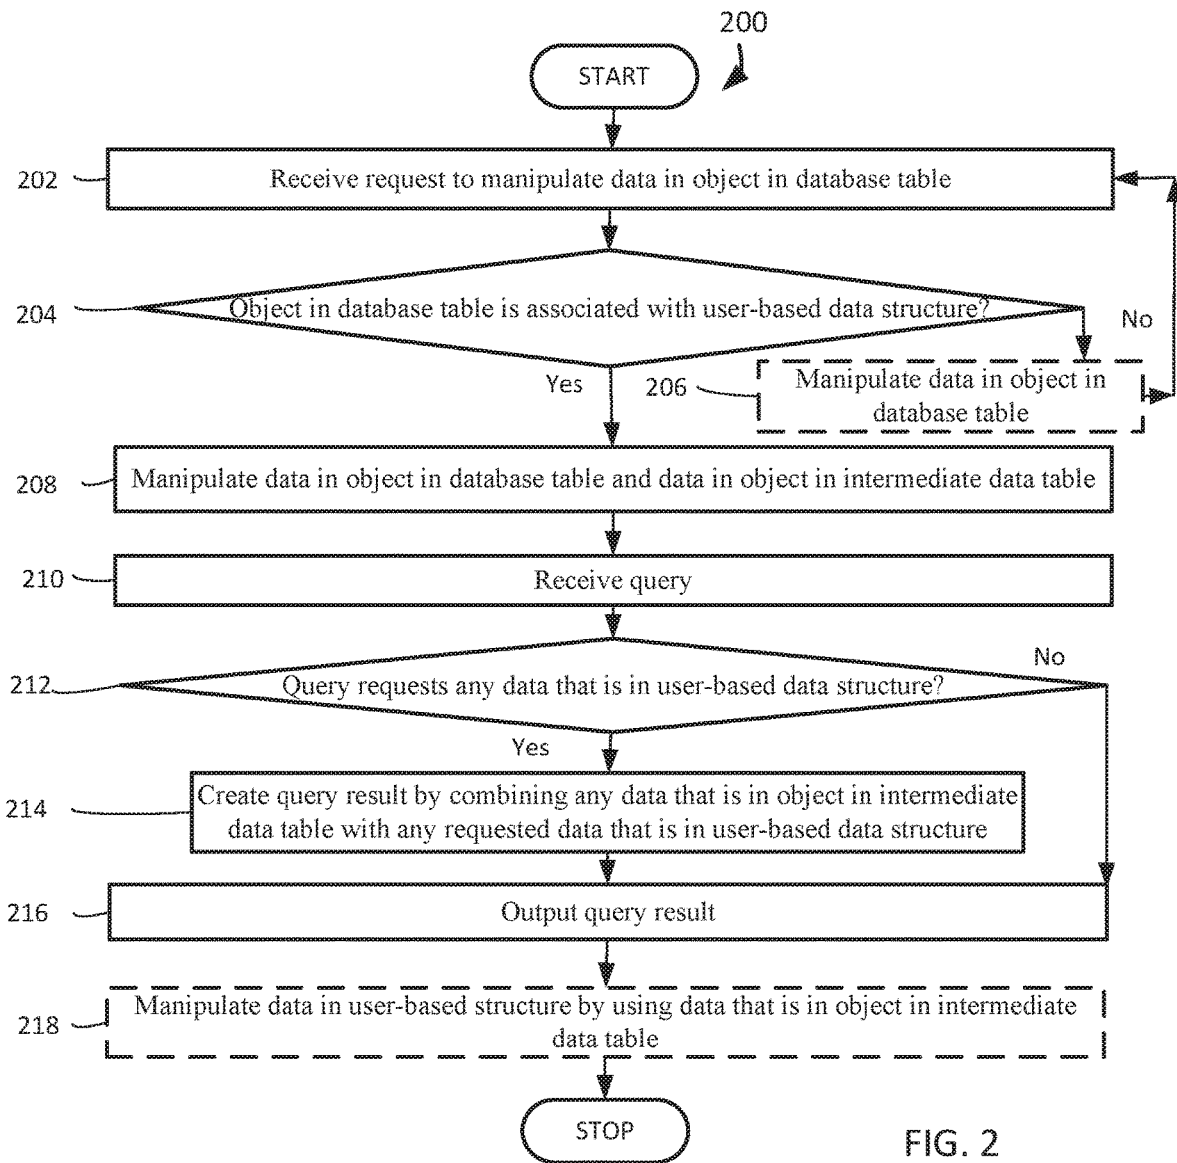 200
START
202
Receive request to manipulate data in object in database table
204
Object in database table is associated with user-based data structure?
No
Yes
206
Manipulate data in object in
database table
208
Manipulate data in object in database table and data in object in intermediate data table
210
Receive query
No
212
Query requests any data that is in user-based data structure?
Yes
214
Create query result by combining any data that is in object in intermediate
data table with any requested data that is in user-based data structure
216
Output query result
218
Manipulate data in user-based structure by using data that is in object in intermediate
data table
STOP
FIG. 2